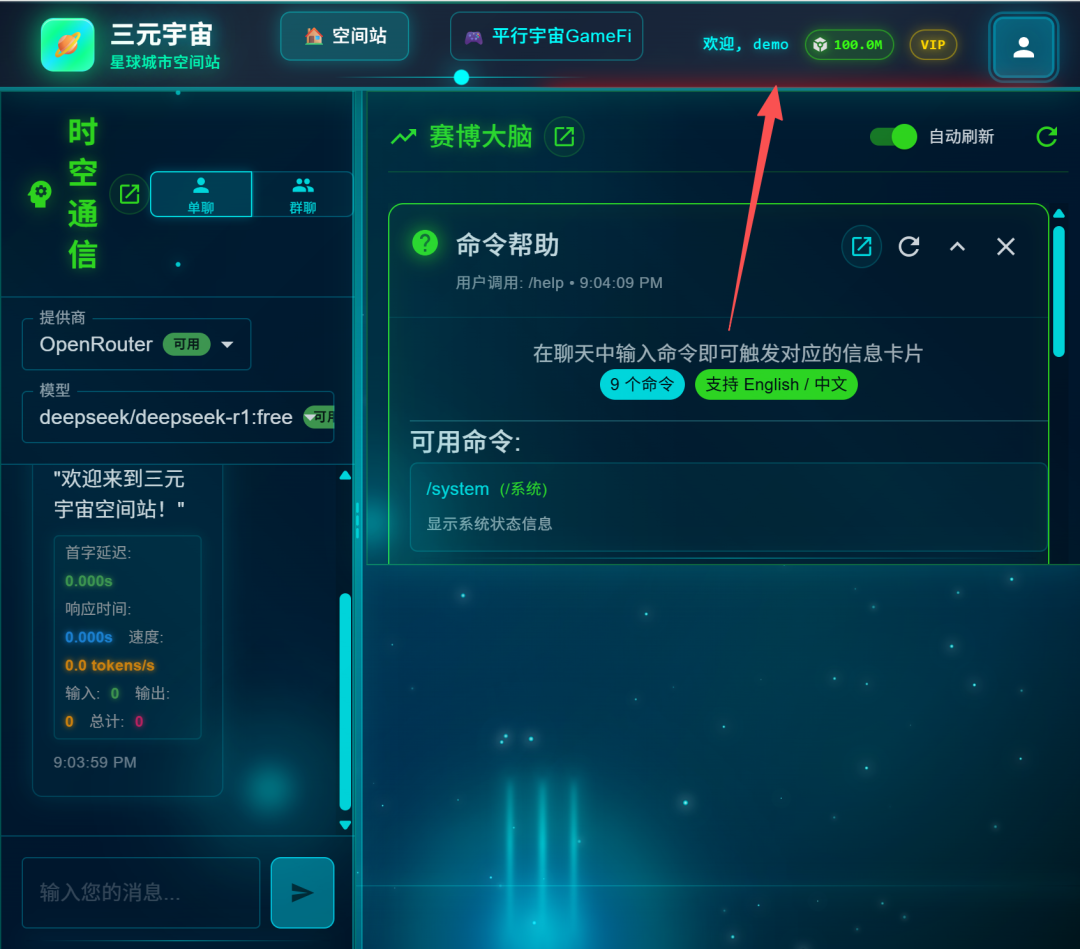 三元宇宙
星球城市空间站
空间站
平行宇宙GameFi
欢迎, demo
100.0M
VIP
时空通信
单聊
群聊
提供商
OpenRouter
可用
模型
deepseek/deepseek-r1:free
可用
"欢迎来到三元
宇宙空间站！"
首字延迟:
0.000s
响应时间:
0.000s 速度:
0.0 tokens/s
输入: 0 输出:
0 总计: 0
9:03:59 PM
输入您的消息...
赛博大脑
自动刷新
命令帮助
用户调用: /help • 9:04:09 PM
在聊天中输入命令即可触发对应的信息卡片
9 个命令
支持 English / 中文
可用命令:
/system (/系统)
显示系统状态信息